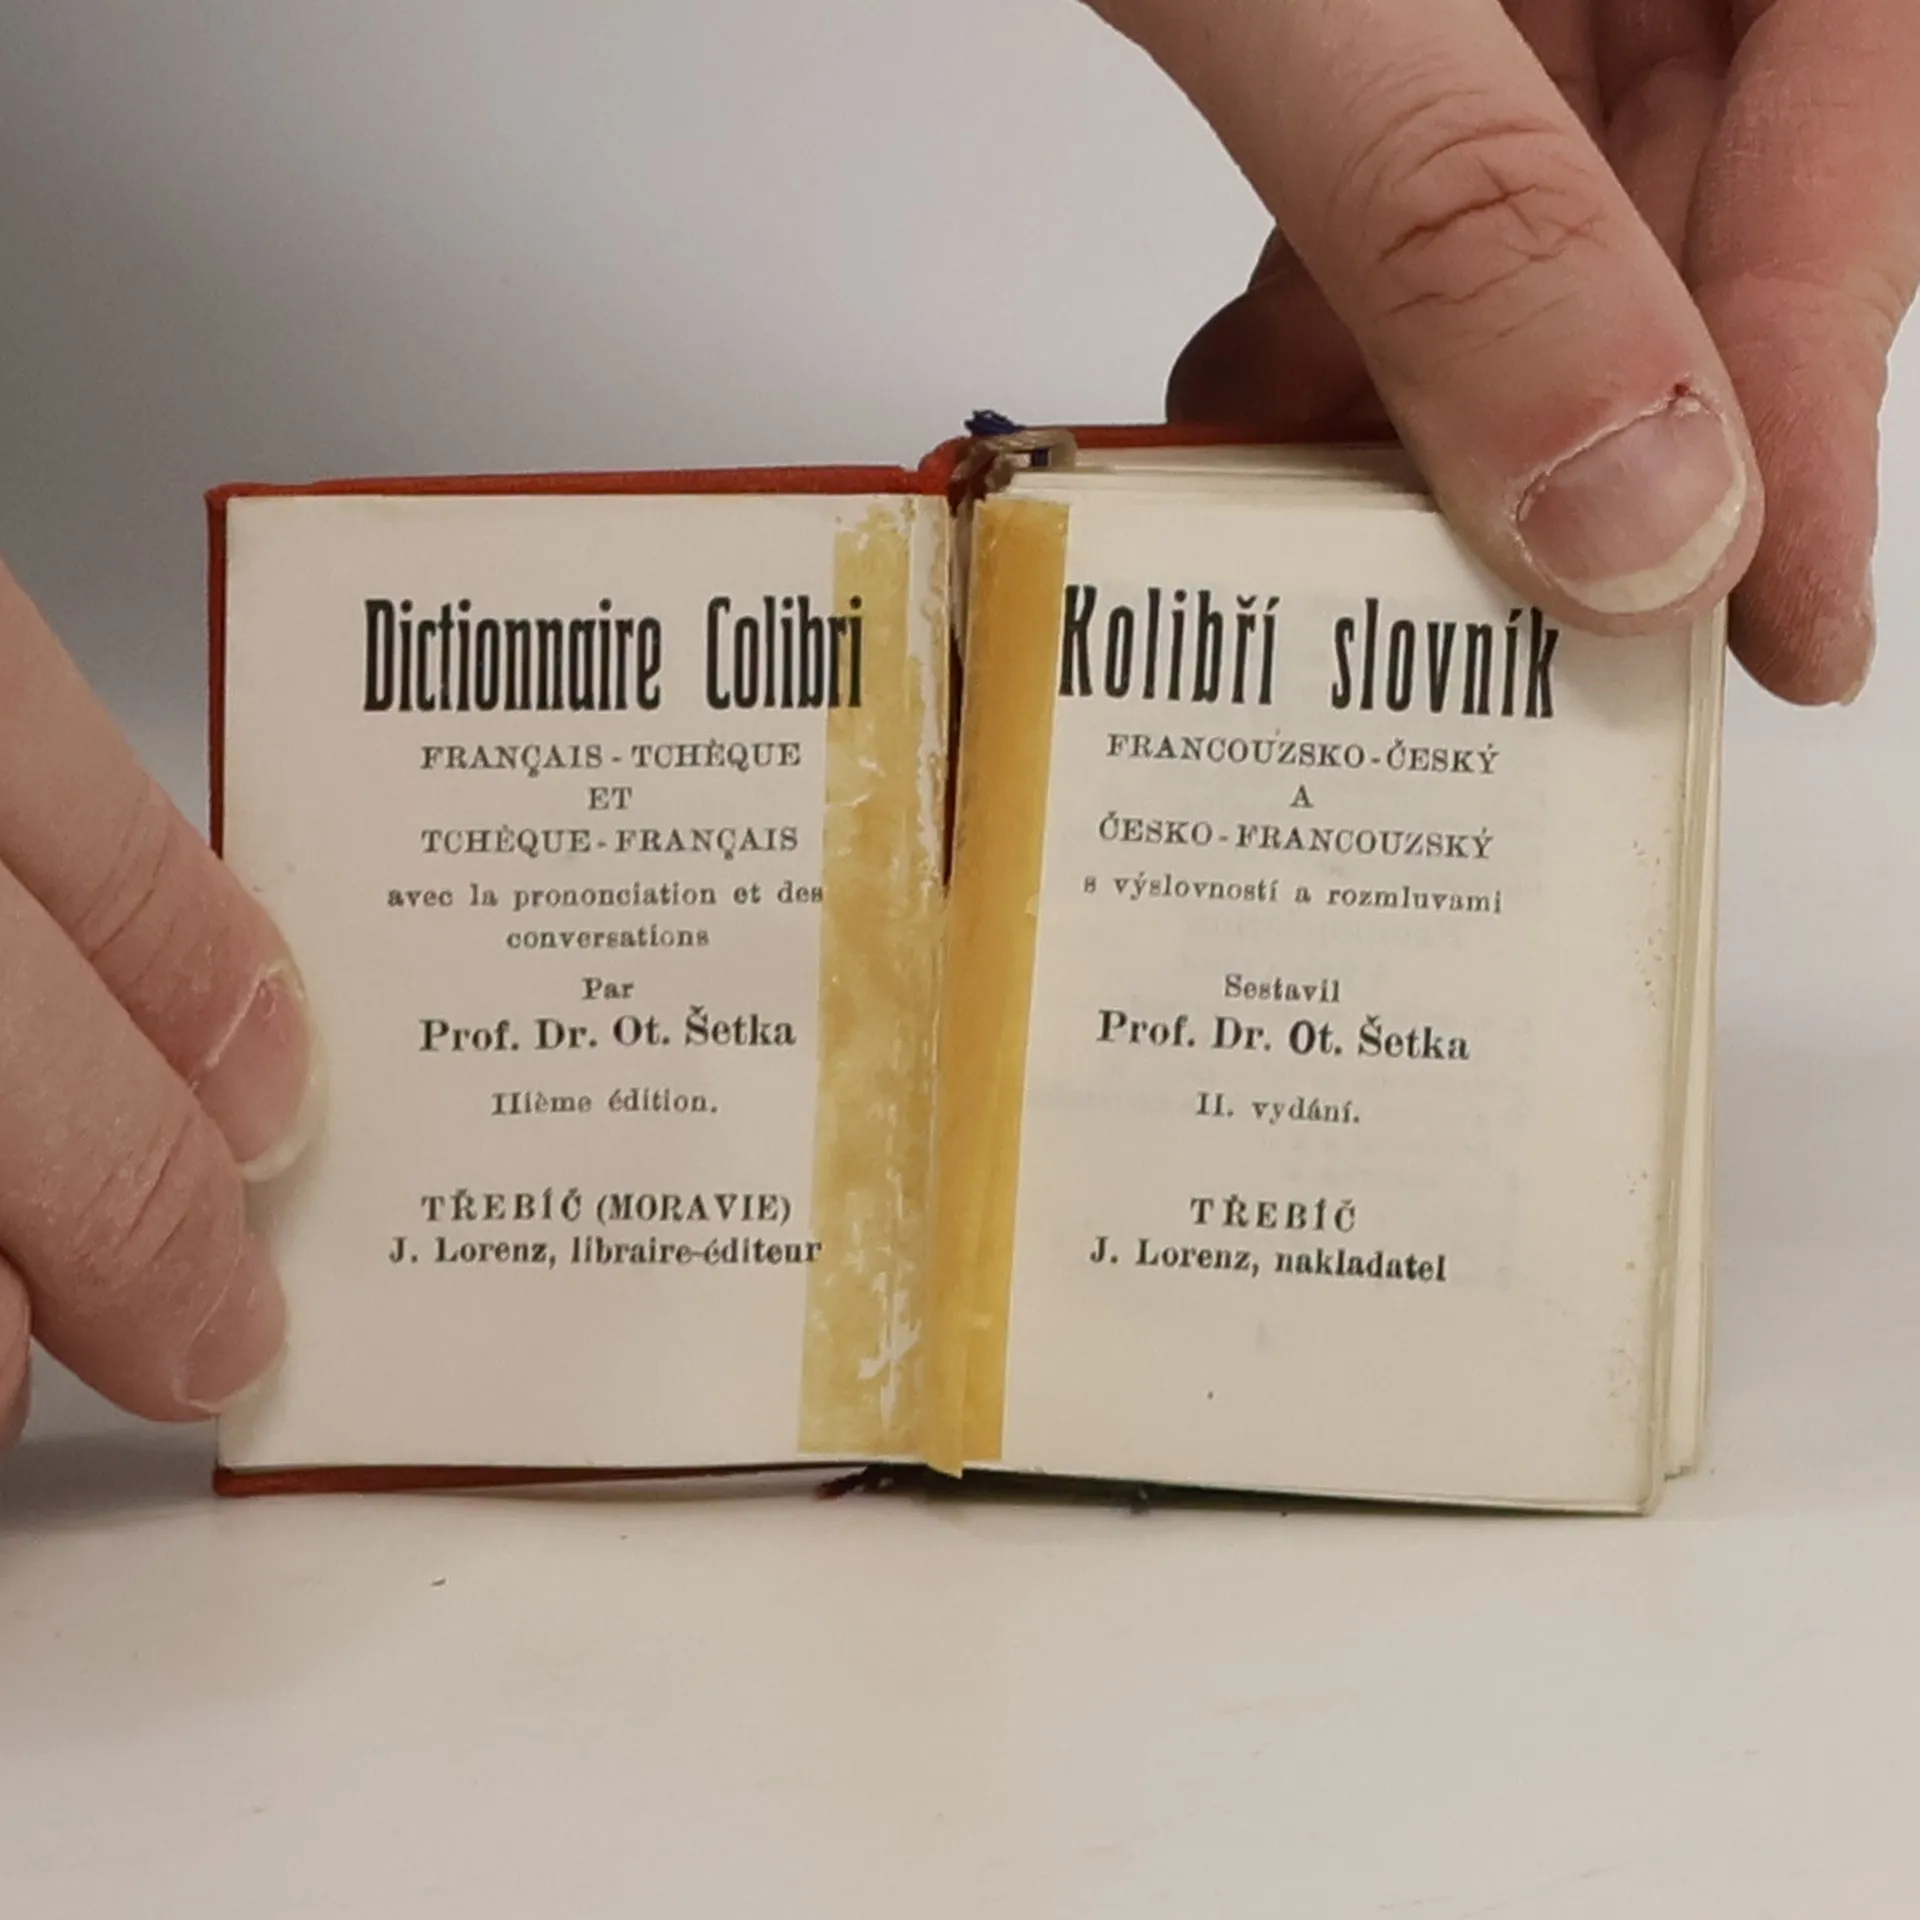 Dictionnaire Colibri
FRANÇAIS - TCHÈQUE
ET
TCHÈQUE - FRANÇAIS
avec la prononciation et des
conversations
Par
Prof. Dr. Ot. Šetka
IIième édition.
TŘEBÍČ (MORAVIE)
J. Lorenz, libraire-éditeur
Kolibří slovník
FRANCOUZSKO - ČESKÝ
A
ČESKO - FRANCOUZSKÝ
s výslovností a rozmluvami
Sestavil
Prof. Dr. Ot. Šetka
II. vydání.
TŘEBÍČ
J. Lorenz, nakladatel